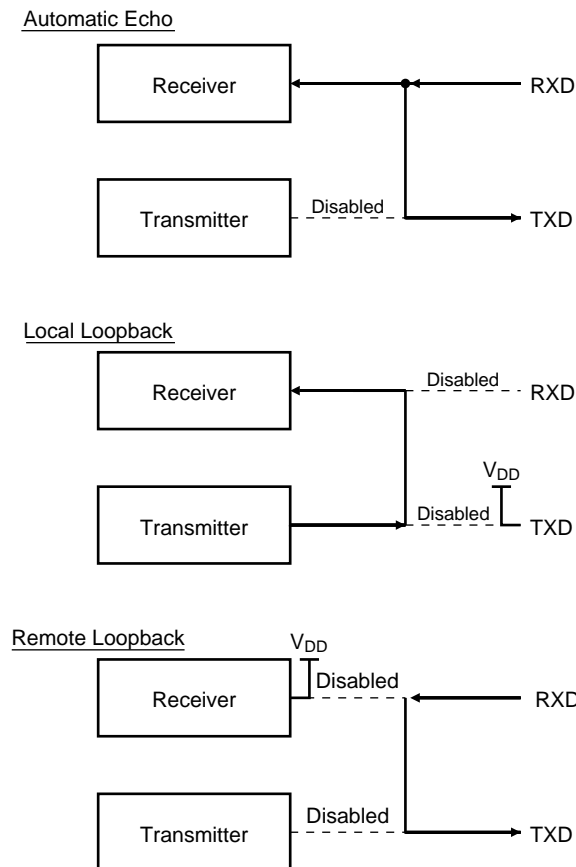 Automatic Echo
Receiver
RXD
Transmitter
Disabled
TXD
Local Loopback
Receiver
Disabled
RXD
VDD
Transmitter
Disabled
TXD
Remote Loopback
VDD
Receiver
Disabled
RXD
Transmitter
Disabled
TXD